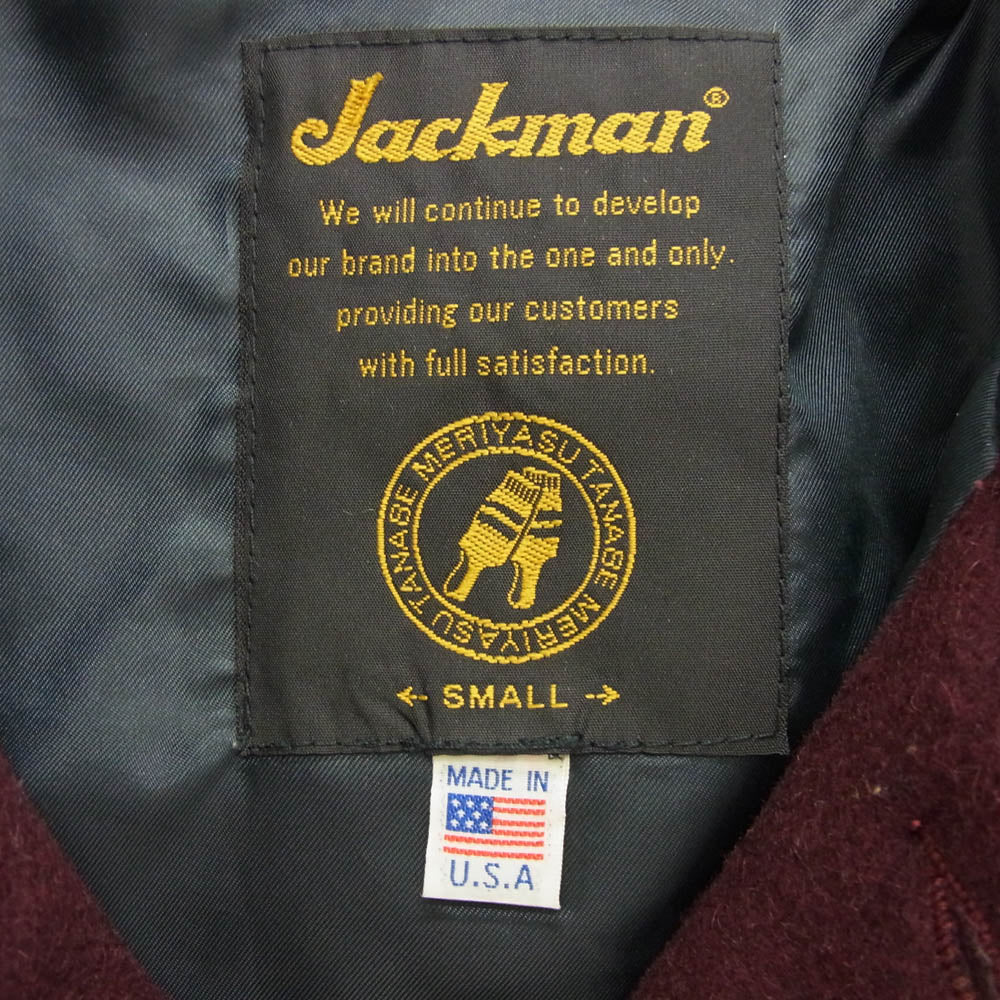 Jackman®
We will continue to develop
our brand into the one and only.
providing our customers
with full satisfaction.
TANABE MERIYASU TANABE MERIYASU
<- SMALL ->
MADE IN
U.S.A